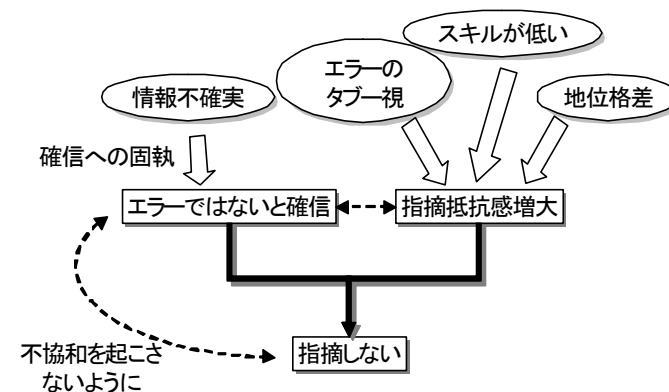 スキルが低い
エラーの
タブー視
情報不確実
地位格差
確信への固執
エラーではないと確信
指摘抵抗感増大
指摘しない
不協和を起こさ
ないように